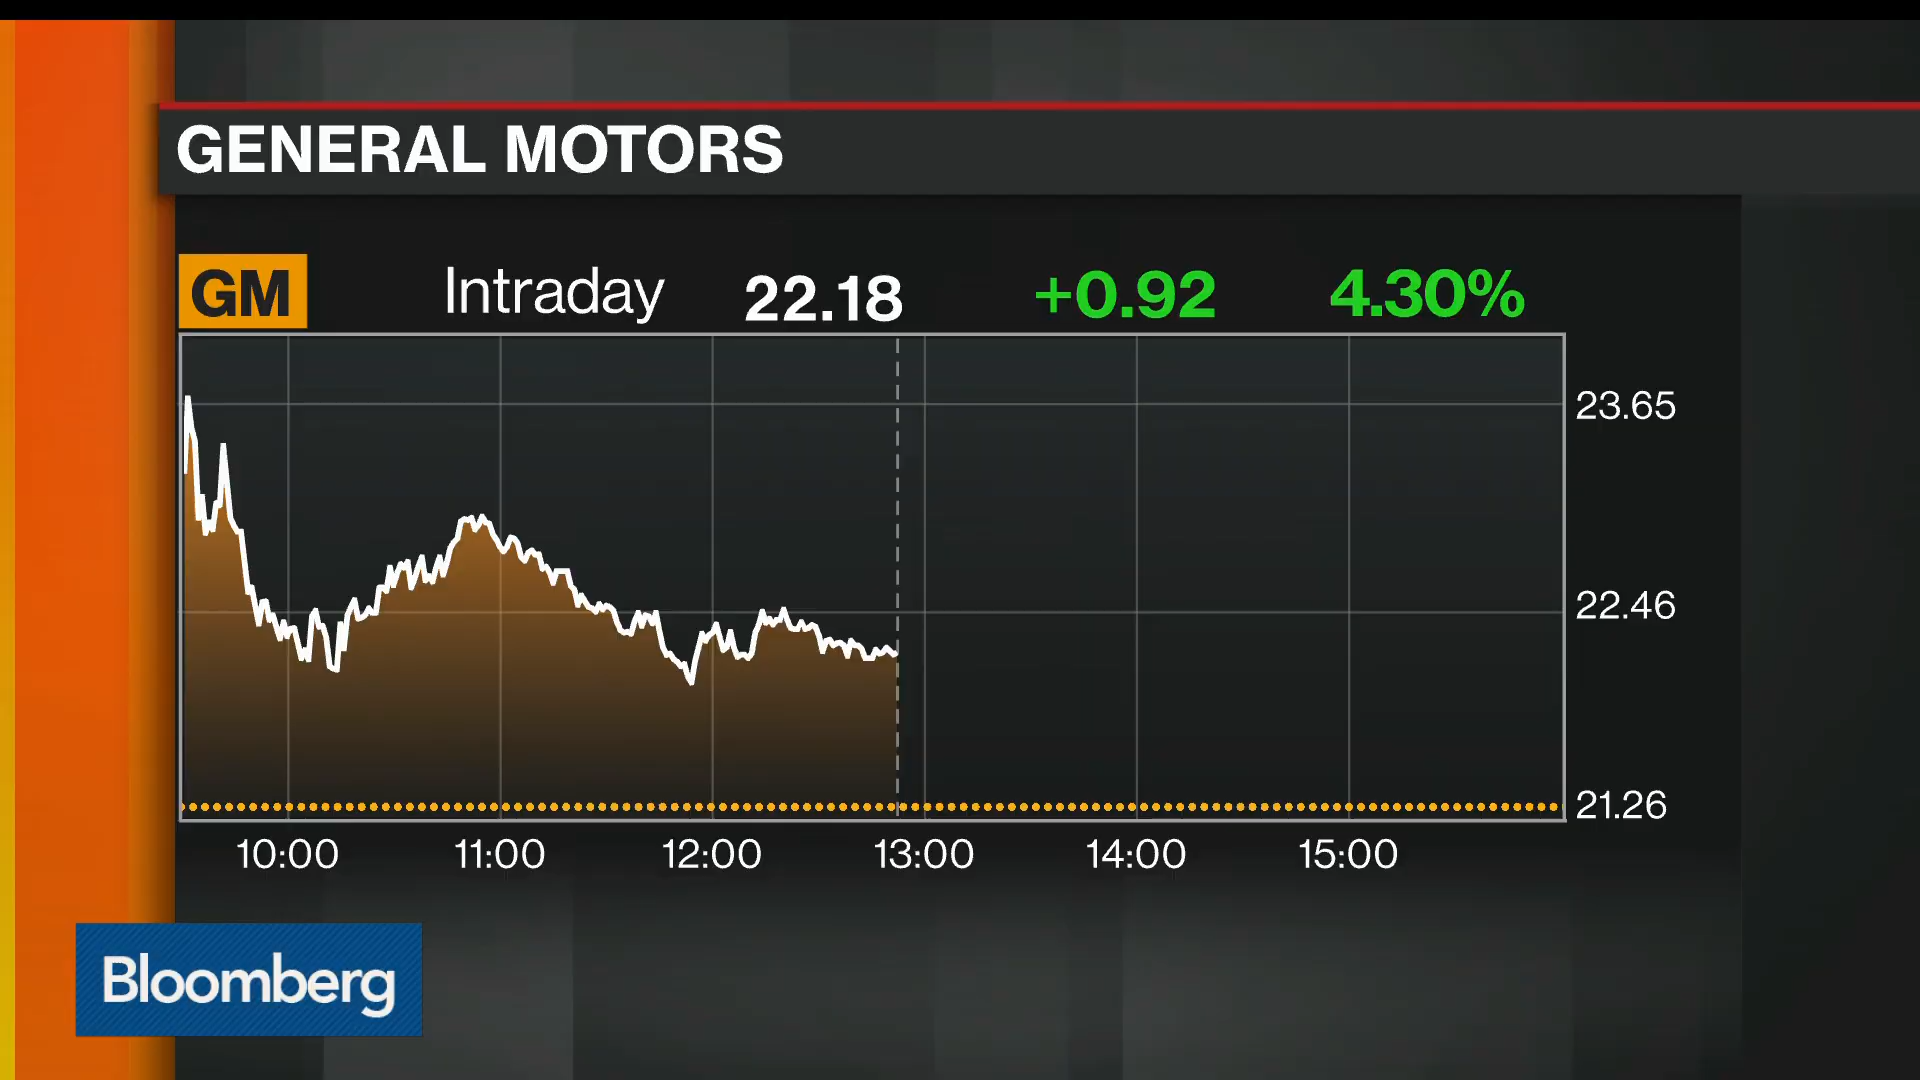 GENERAL MOTORS
GM Intraday 22.18 +0.92 4.30%
23.65
22.46
21.26
10:00 11:00 12:00 13:00 14:00 15:00
Bloomberg